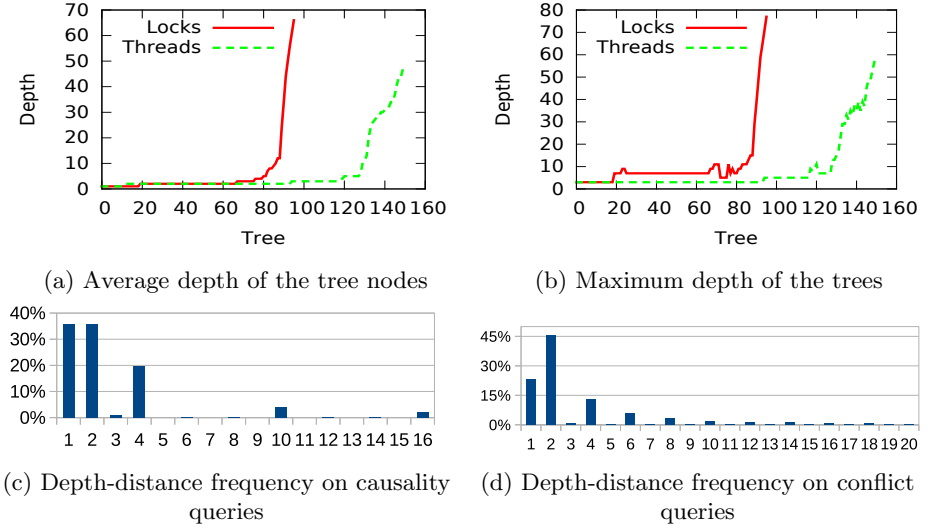 70
60
50
40
30
20
10
0
Depth
Locks
Threads
0 20 40 60 80 100 120 140 160
Tree
(a) Average depth of the tree nodes
80
70
60
50
40
30
20
10
0
Depth
Locks
Threads
0 20 40 60 80 100 120 140 160
Tree
(b) Maximum depth of the trees
40%
30%
20%
10%
0%
1 2 3 4 5 6 7 8 9 10 11 12 13 14 15 16
(c) Depth-distance frequency on causality
queries
45%
30%
15%
0%
1 2 3 4 5 6 7 8 9 10 11 12 13 14 15 16 17 18 19 20
(d) Depth-distance frequency on conflict
queries